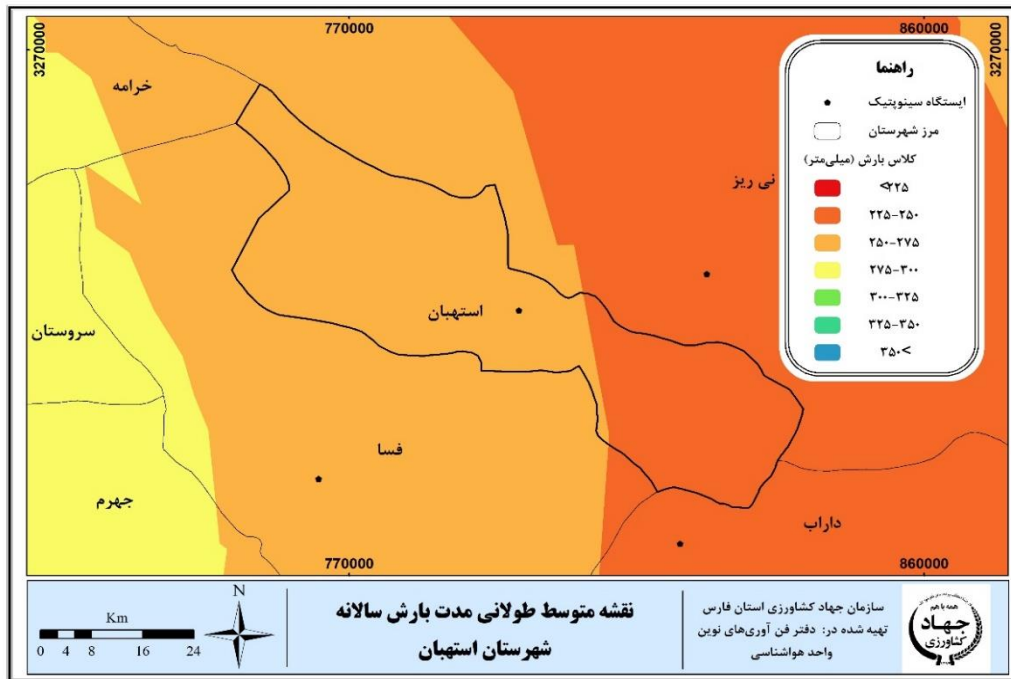 770000
860000
3270000
3270000
خرامه
نی ریز
استهبان
سروستان
فسا
جهرم
داراب
راهنما
ایستگاه سینوپتیک
مرز شهرستان
کلاس بارش (میلی‌متر)
<۲۲۵
۲۲۵-۲۵۰
۲۵۰-۲۷۵
۲۷۵-۳۰۰
۳۰۰-۳۲۵
۳۲۵-۳۵۰
۳۵۰>
770000
860000
Km
0 4 8 16 24
N
نقشه متوسط طولانی مدت بارش سالانه
شهرستان استهبان
سازمان جهاد کشاورزی استان فارس
تهیه شده در: دفتر فن آوری‌های نوین
واحد هواشناسی
همه با هم
جهاد
کشاورزی